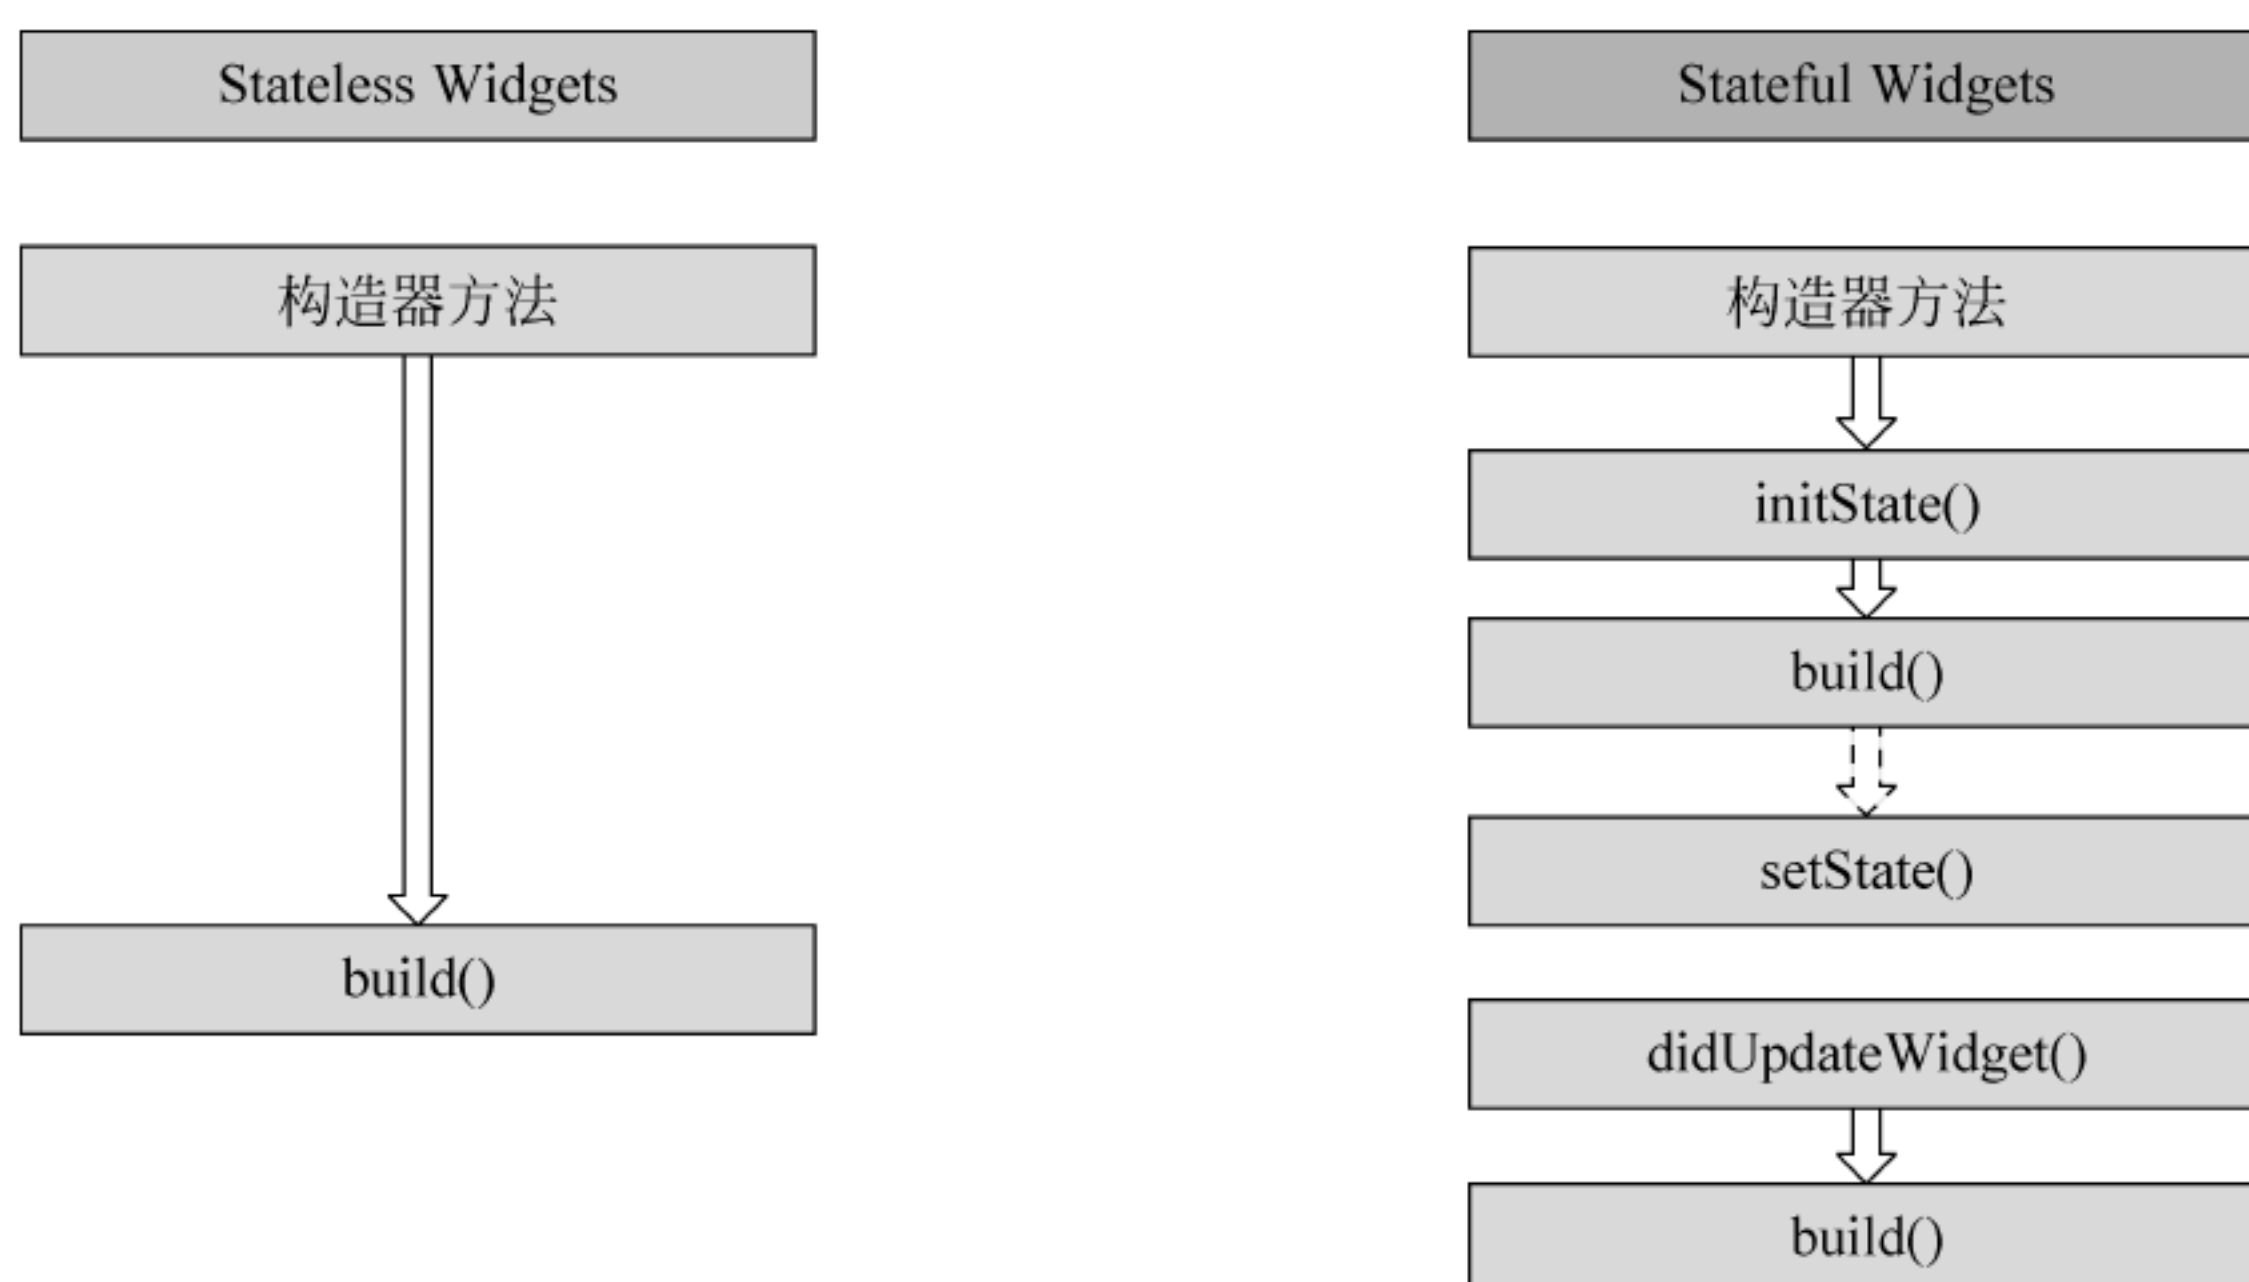 Stateless Widgets
构造器方法
build()
Stateful Widgets
构造器方法
initState()
build()
setState()
didUpdateWidget()
build()